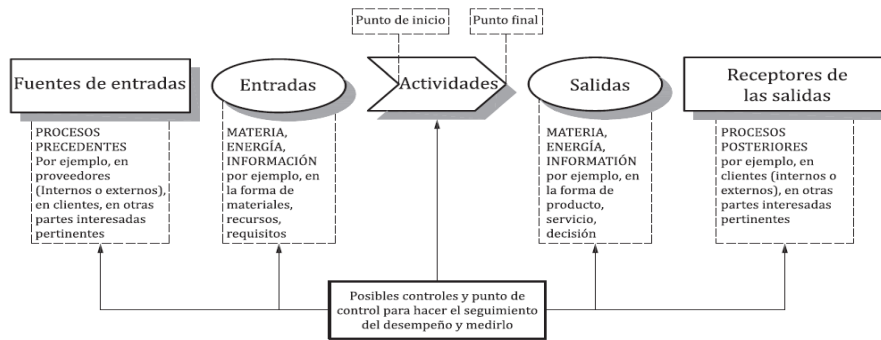 Punto de inicio
Punto final
Fuentes de entradas
Entradas
Actividades
Salidas
Receptores de
las salidas
PROCESOS
PRECEDENTES
Por ejemplo, en
proveedores
(Internos o externos),
en clientes, en otras
partes interesadas
pertinentes
MATERIA,
ENERGÍA,
INFORMACIÓN
por ejemplo, en
la forma de
materiales,
recursos,
requisitos
MATERIA,
ENERGÍA,
INFORMATIÓN
por ejemplo, en
la forma de
producto,
servicio,
decisión
PROCESOS
POSTERIORES
por ejemplo, en
clientes (internos o
externos), en otras
partes interesadas
pertinentes
Posibles controles y punto de
control para hacer el seguimiento
del desempeño y medirlo